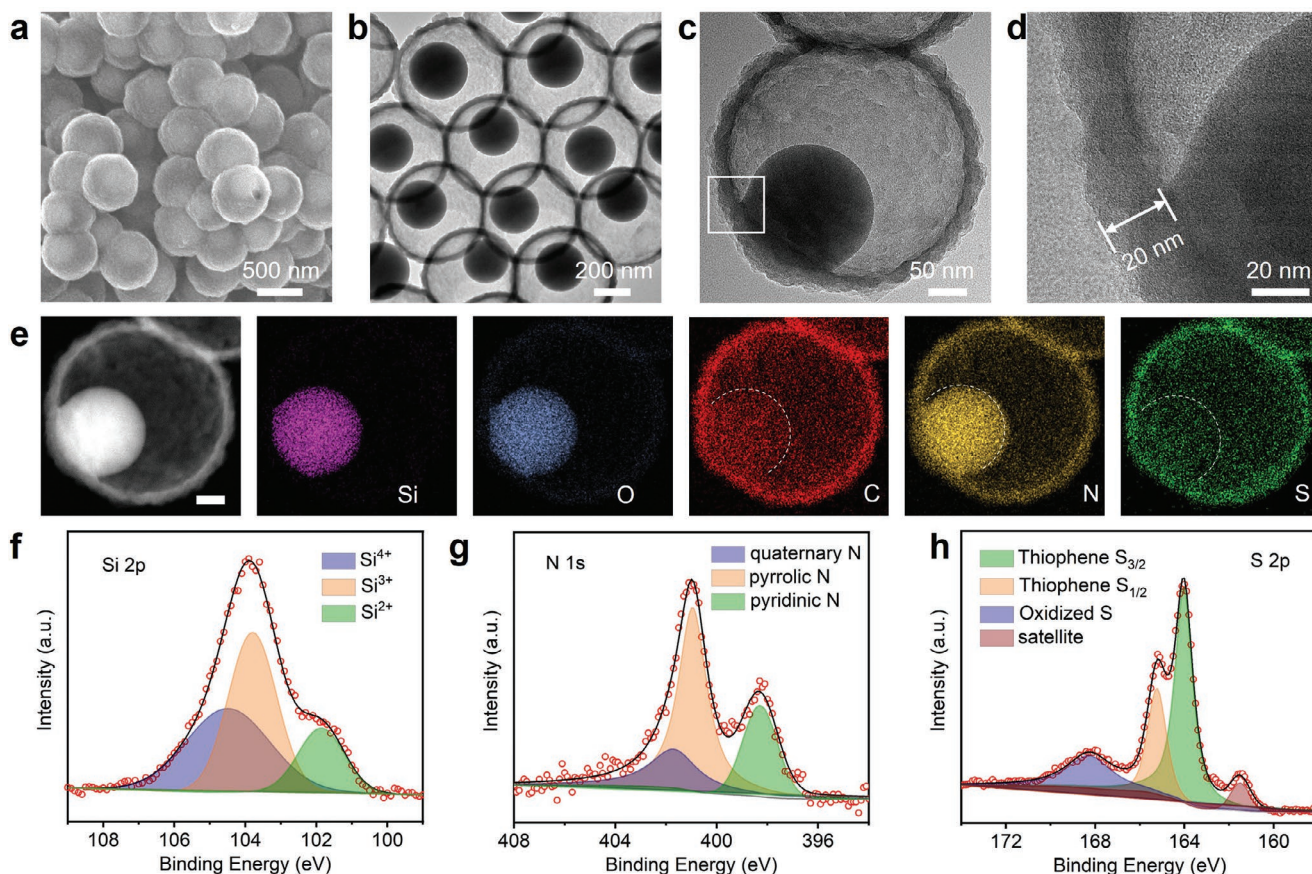 a
b
c
d
500 nm
200 nm
50 nm
20 nm
20 nm
e
Si
O
C
N
S
f
Si 2p
Si⁴⁺
Si³⁺
Si²⁺
Intensity (a.u.)
108 106 104 102 100
Binding Energy (eV)
g
N 1s
quaternary N
pyrrolic N
pyridinic N
Intensity (a.u.)
408 404 400 396
Binding Energy (eV)
h
S 2p
Thiophene S₃/₂
Thiophene S₁/₂
Oxidized S
satellite
Intensity (a.u.)
172 168 164 160
Binding Energy (eV)